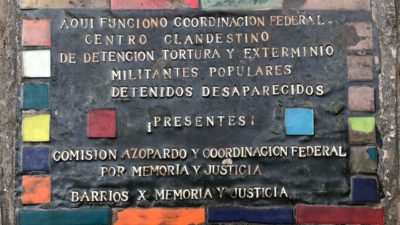 AQUI FUNCIONO COORDINACION FEDERAL
CENTRO CLANDESTINO
DE DETENCION TORTURA Y EXTERMINIO
MILITANTES POPULARES
DETENIDOS DESAPARECIDOS
¡PRESENTES!
COMISION AZOPARDO Y COORDINACION FEDERAL
POR MEMORIA Y JUSTICIA
BARRIOS X MEMORIA Y JUSTICIA